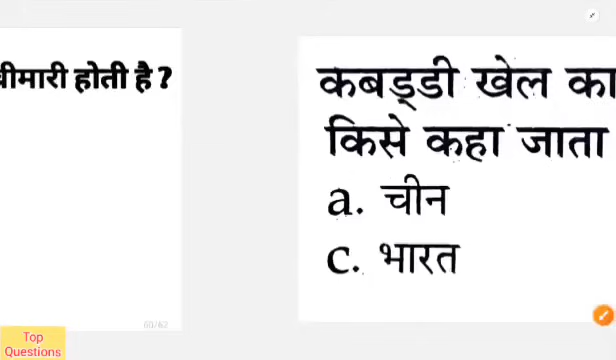 बीमारी होती है ?
60/62
कबड्डी खेल का
किसे कहा जाता
a. चीन
c. भारत
Top
Questions